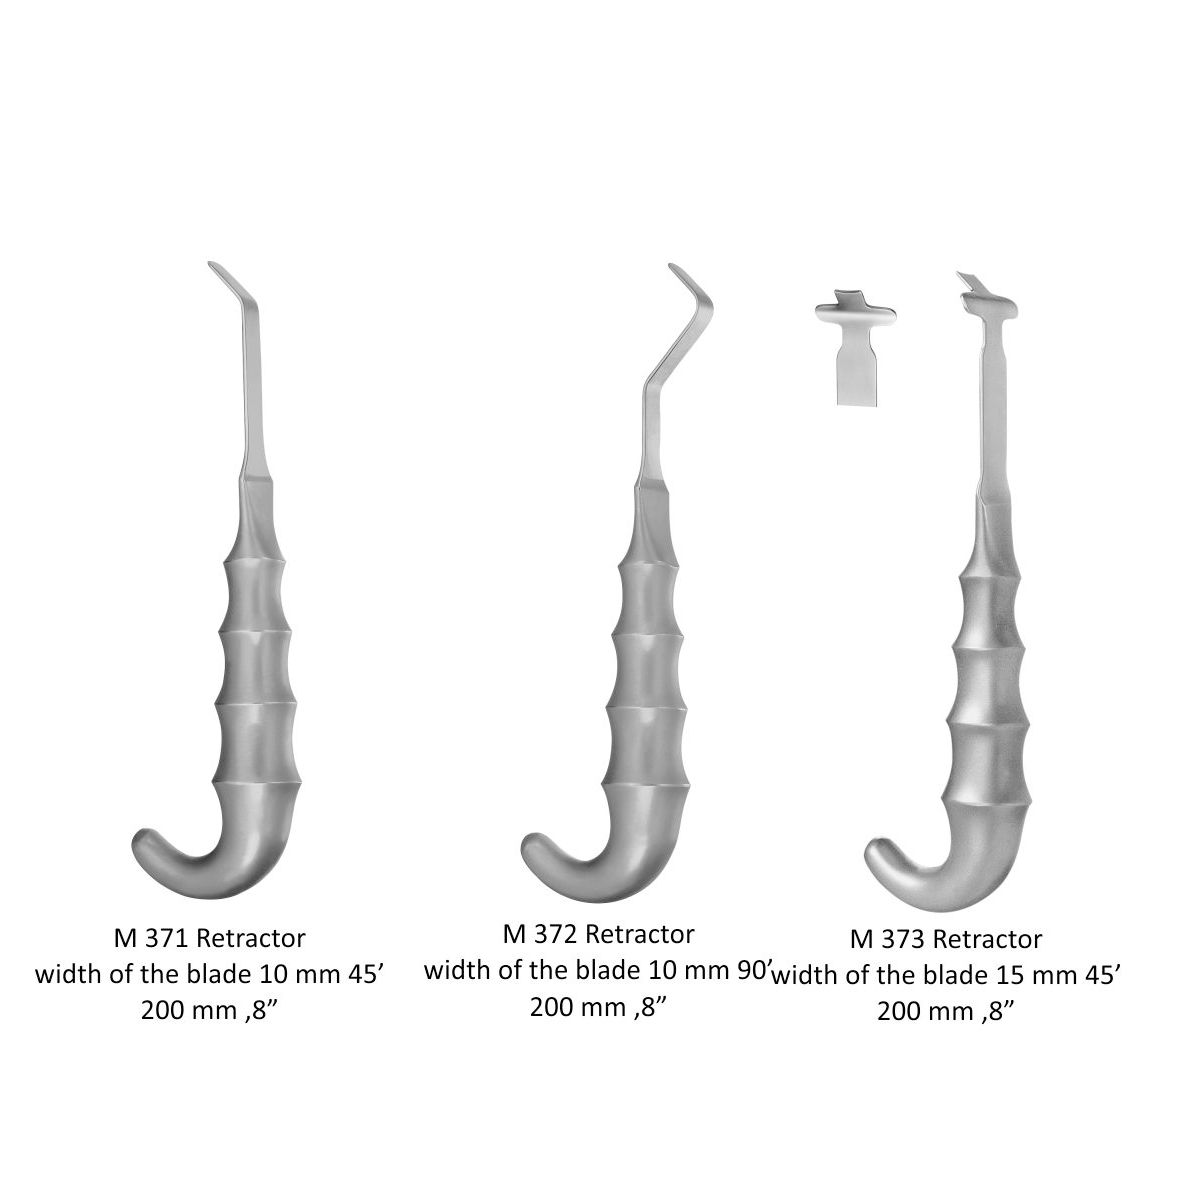 M 371 Retractor
width of the blade 10 mm 45’
200 mm ,8”
M 372 Retractor
width of the blade 10 mm 90’
200 mm ,8”
M 373 Retractor
width of the blade 15 mm 45’
200 mm ,8”